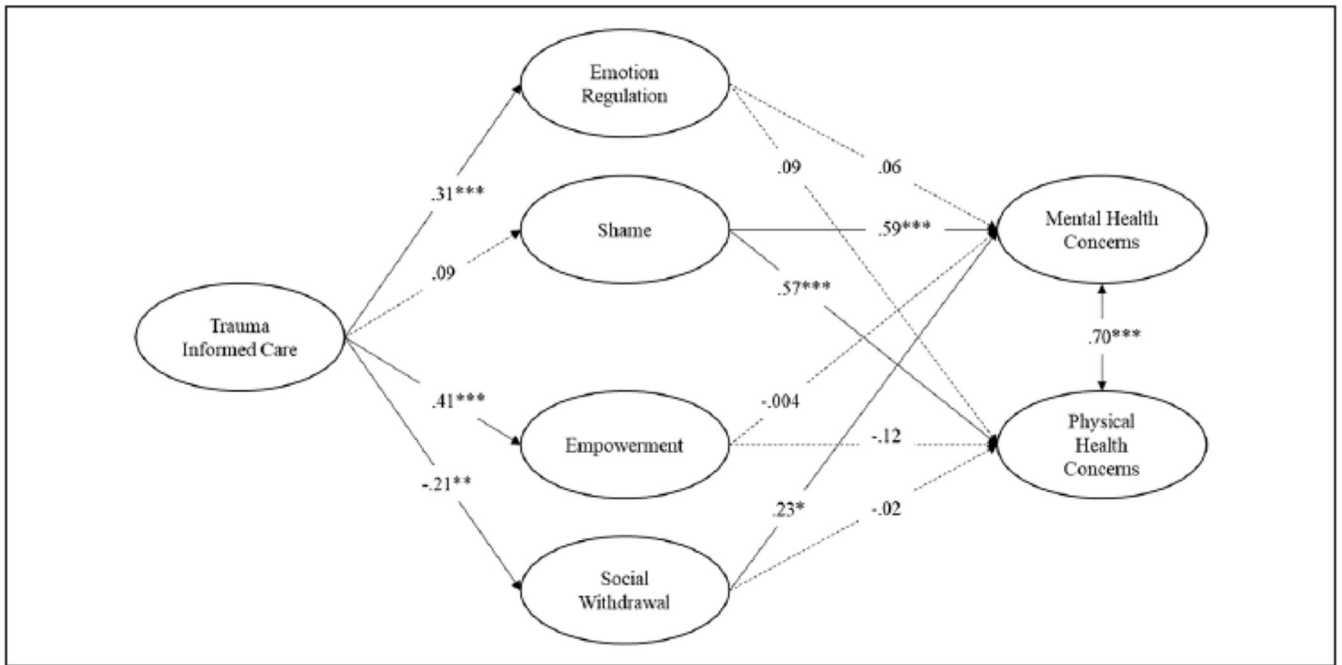 Emotion
Regulation
.09
.06
.31***
Shame
.59***
Mental Health
Concerns
.09
.57***
Trauma
Informed Care
.70***
.41***
-.004
Empowerment
-.12
Physical
Health
Concerns
-.21**
.23*
-.02
Social
Withdrawal